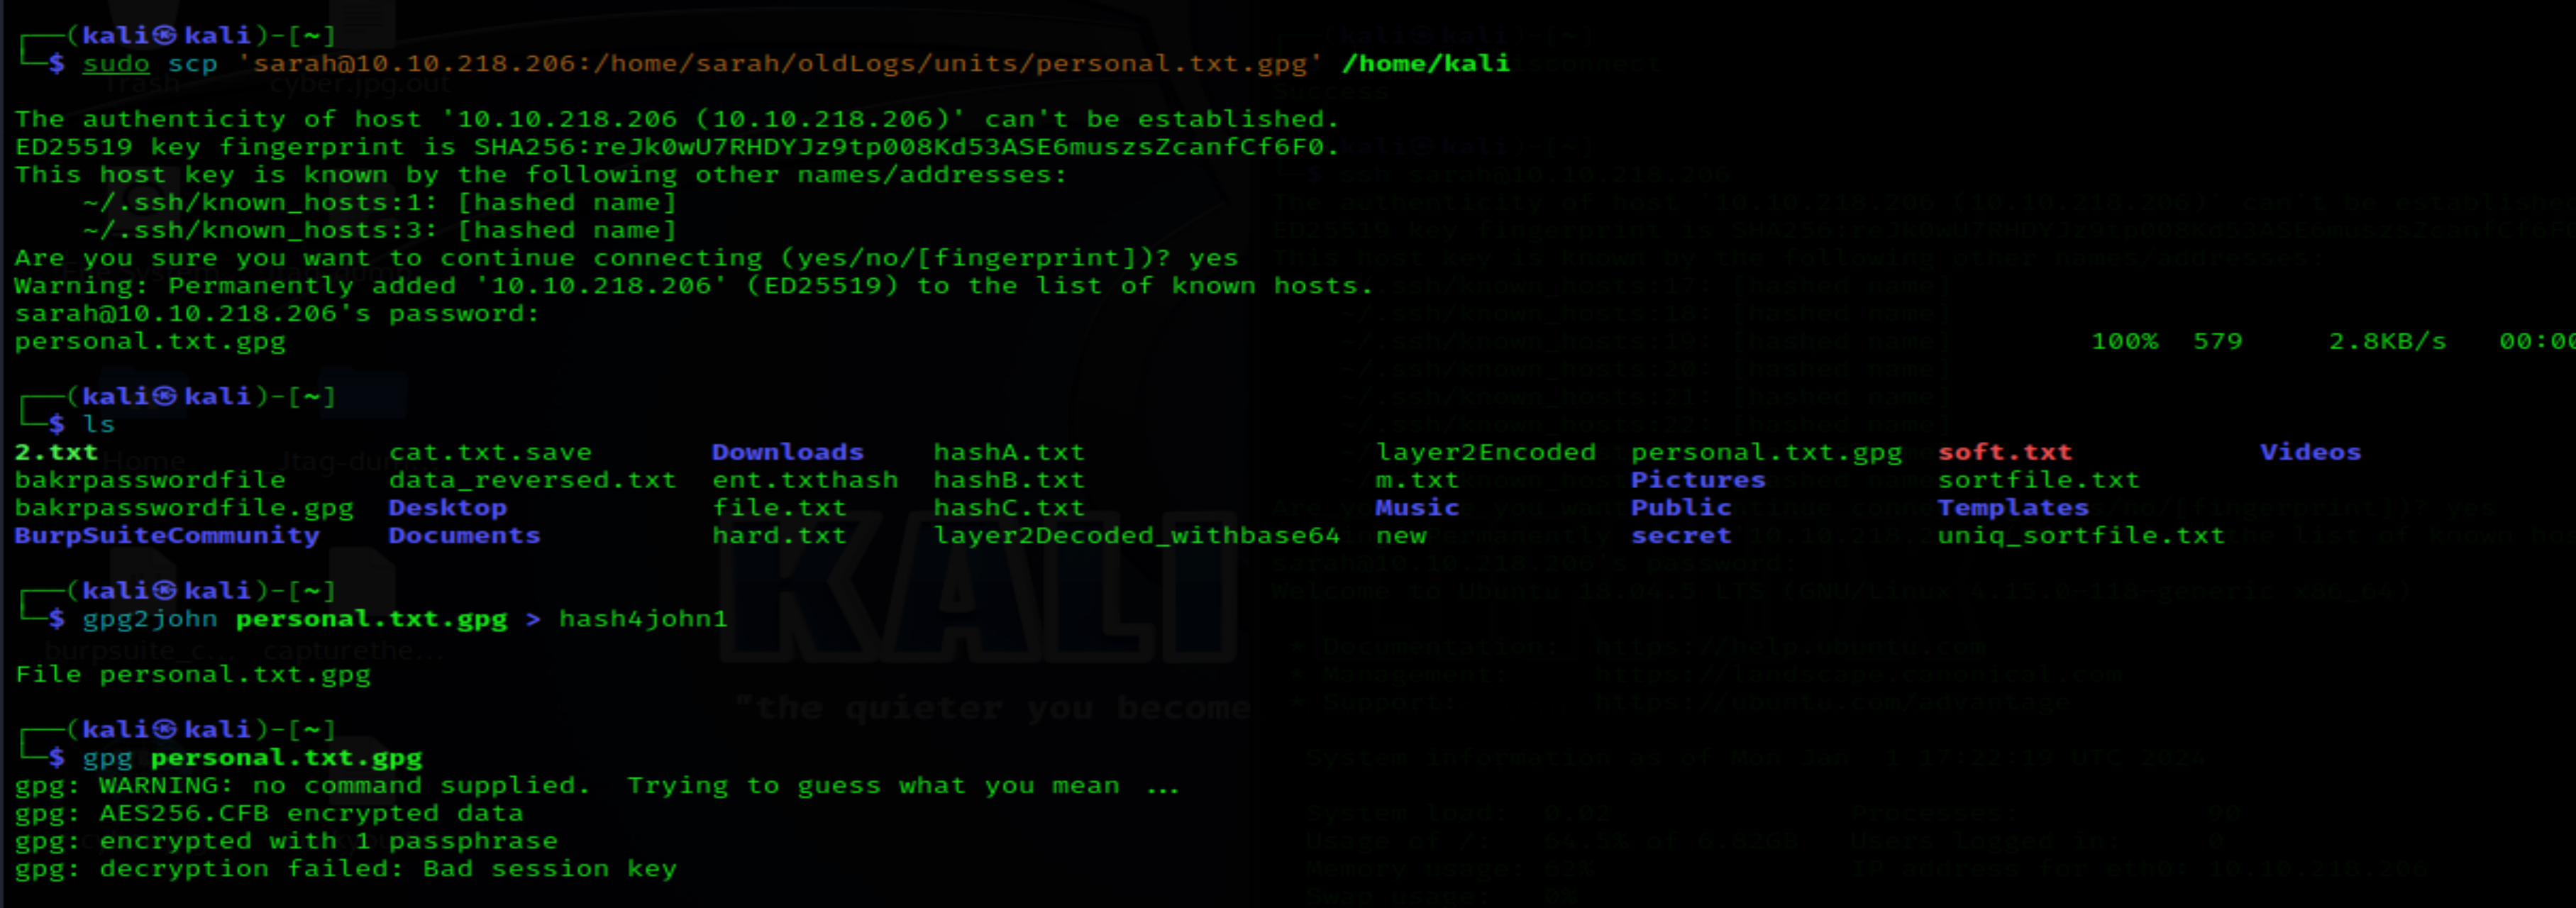 ┌──(kali㉿kali)-[~]
└─$ sudo scp 'sarah@10.10.218.206:/home/sarah/oldLogs/units/personal.txt.gpg' /home/kali
The authenticity of host '10.10.218.206 (10.10.218.206)' can't be established.
ED25519 key fingerprint is SHA256:reJk0wU7RHDYJz9tp008Kd53ASE6muszsZcanfCf6F0.
This host key is known by the following other names/addresses:
~/.ssh/known_hosts:1: [hashed name]
~/.ssh/known_hosts:3: [hashed name]
Are you sure you want to continue connecting (yes/no/[fingerprint])? yes
Warning: Permanently added '10.10.218.206' (ED25519) to the list of known hosts.
sarah@10.10.218.206's password:
personal.txt.gpg 100% 579 2.8KB/s 00:00
┌──(kali㉿kali)-[~]
└─$ ls
2.txt cat.txt.save Downloads hashA.txt layer2Encoded personal.txt.gpg soft.txt Videos
bakrpasswordfile data_reversed.txt ent.txthash hashB.txt m.txt Pictures sortfile.txt
bakrpasswordfile.gpg Desktop file.txt hashC.txt Music Public Templates
BurpSuiteCommunity Documents hard.txt layer2Decoded_withbase64 new secret uniq_sortfile.txt
┌──(kali㉿kali)-[~]
└─$ gpg2john personal.txt.gpg > hash4john1
File personal.txt.gpg
KALI
"the quieter you become
┌──(kali㉿kali)-[~]
└─$ gpg personal.txt.gpg
gpg: WARNING: no command supplied. Trying to guess what you mean ...
gpg: AES256.CFB encrypted data
gpg: encrypted with 1 passphrase
gpg: decryption failed: Bad session key